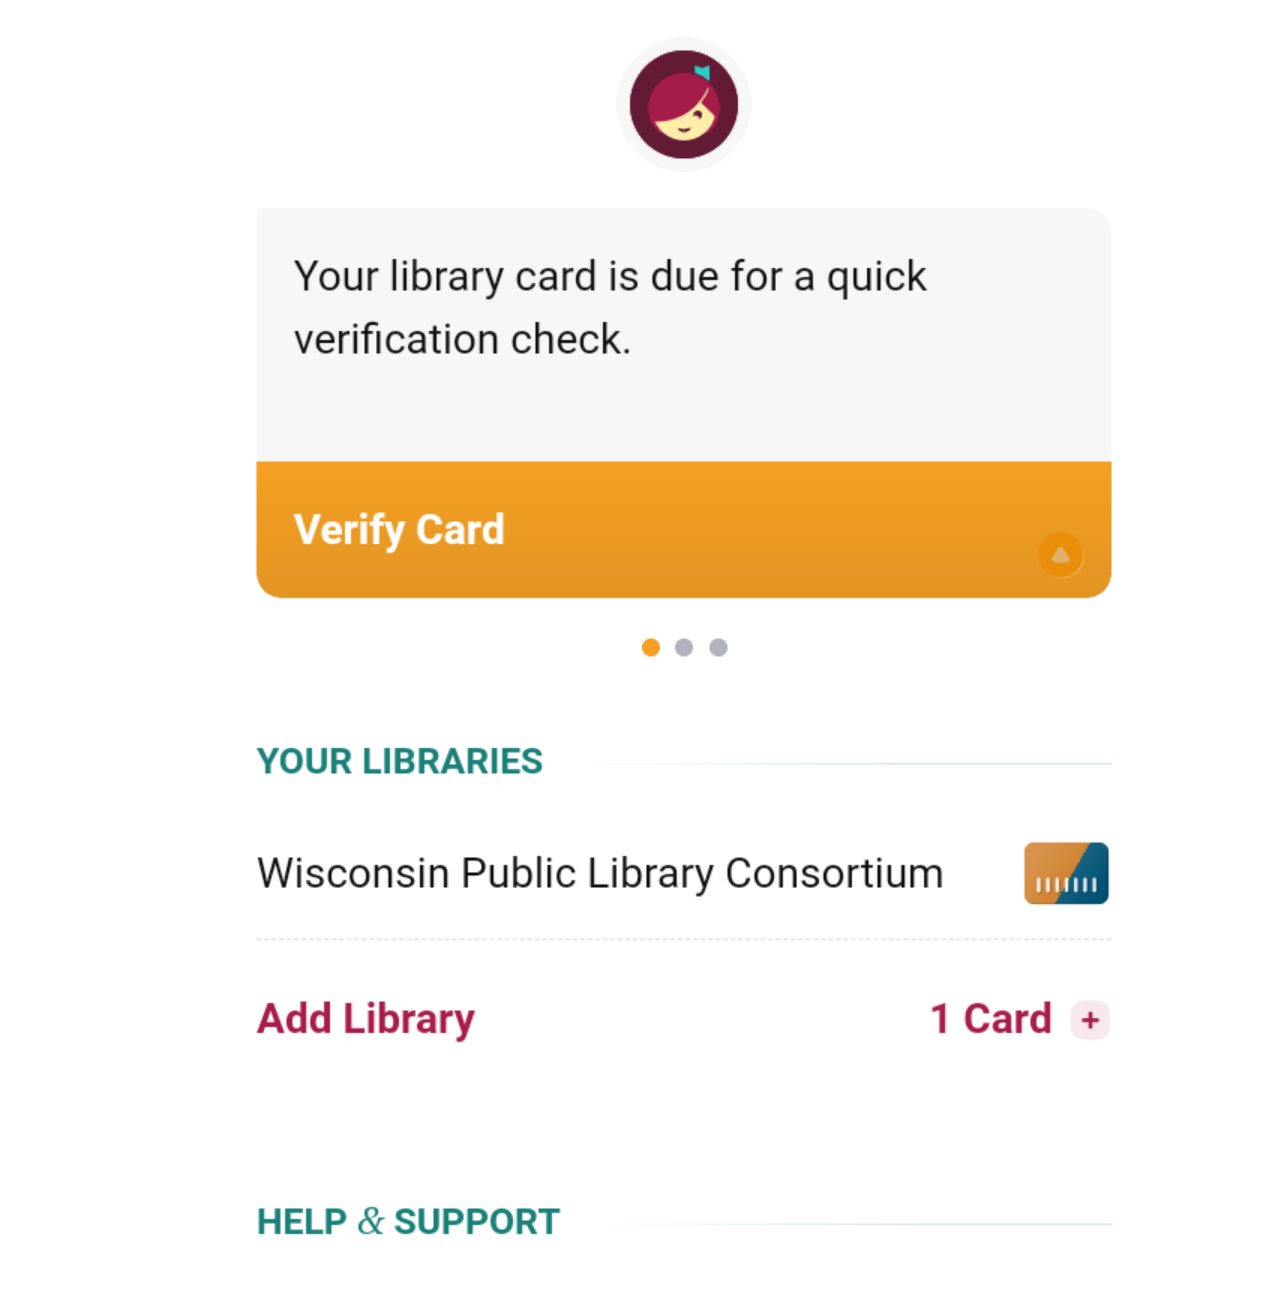 Your library card is due for a quick
verification check.
Verify Card
YOUR LIBRARIES
Wisconsin Public Library Consortium
Add Library 1 Card +
HELP & SUPPORT